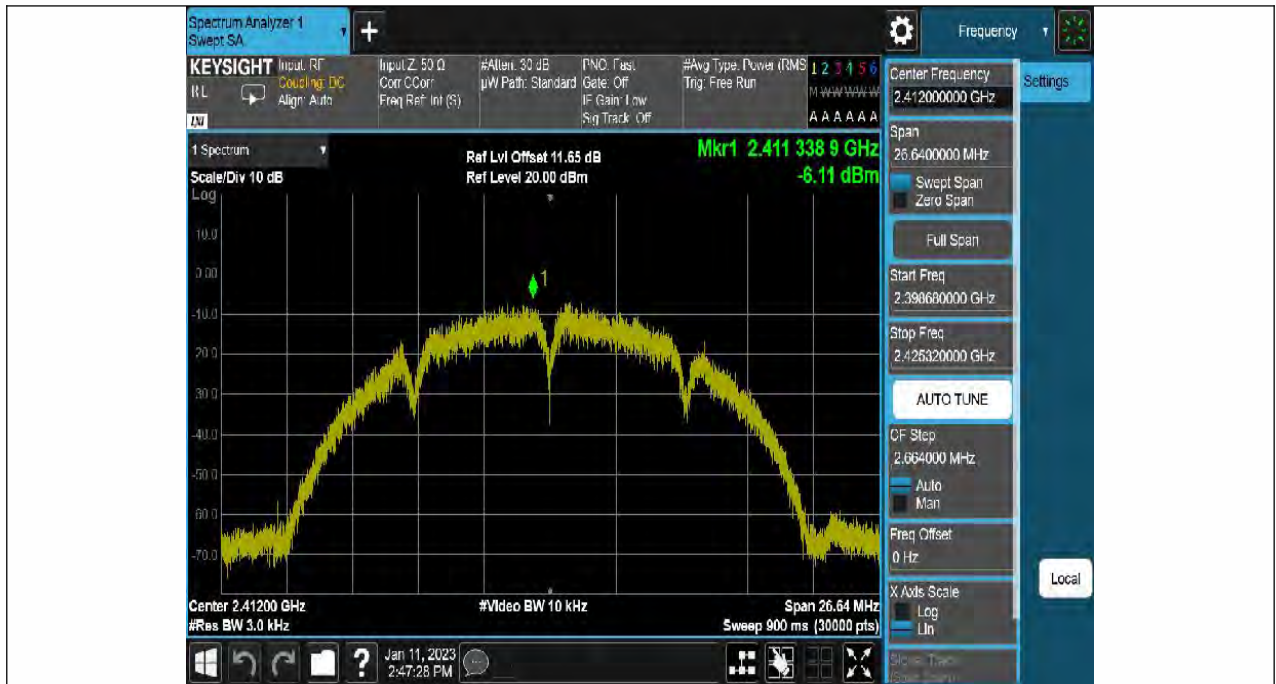 Spectrum Analyzer 1
Swept SA
+
Frequency
KEYSIGHT
RL
LXI
Input: RF
Coupling: DC
Align: Auto
Input Z: 50 Ω
Corr CCorr
Freq Ref: Int (S)
#Atten: 30 dB
µW Path: Standard
PNO: Fast
Gate: Off
IF Gain: Low
Sig Track: Off
#Avg Type: Power (RMS
Trig: Free Run
1 2 3 4 5 6
M W W W W W
A A A A A A
1 Spectrum
Scale/Div 10 dB
Log
Ref Lvl Offset 11.65 dB
Ref Level 20.00 dBm
Mkr1 2.411 338 9 GHz
-6.11 dBm
10.0
0.00
-10.0
-20.0
-30.0
-40.0
-50.0
-60.0
-70.0
1
Center 2.41200 GHz
#Res BW 3.0 kHz
#Video BW 10 kHz
Span 26.64 MHz
Sweep 900 ms (30000 pts)
Center Frequency
2.412000000 GHz
Settings
Span
26.6400000 MHz
Swept Span
Zero Span
Full Span
Start Freq
2.398680000 GHz
Stop Freq
2.425320000 GHz
AUTO TUNE
CF Step
2.664000 MHz
Auto
Man
Freq Offset
0 Hz
X Axis Scale
Log
Lin
Local
?
Jan 11, 2023
2:47:28 PM